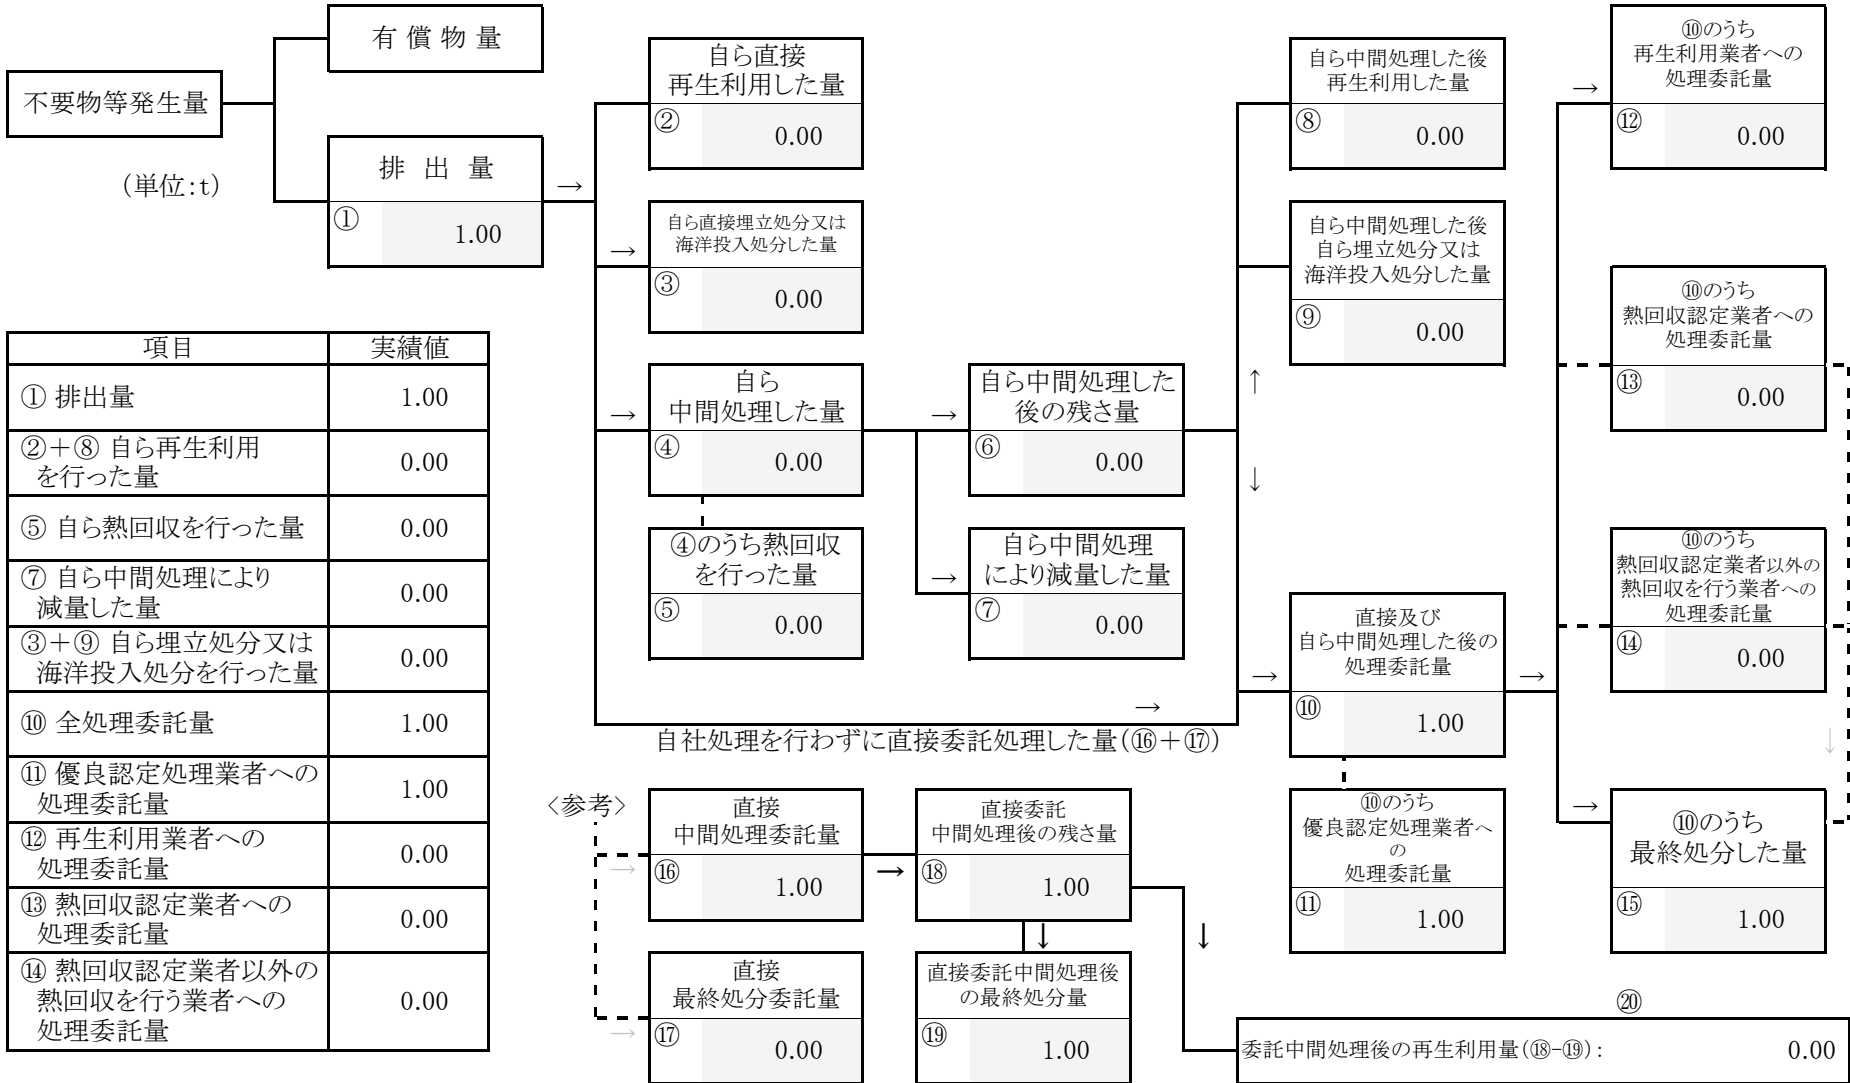 不要物等発生量
(単位:t)
有 償 物 量
排 出 量
①
1.00
→
自ら直接
再生利用した量
②
0.00
→
自ら直接埋立処分又は
海洋投入処分した量
③
0.00
→
自ら
中間処理した量
④
0.00
④のうち熱回収
を行った量
⑤
0.00
→
自ら中間処理した
後の残さ量
⑥
0.00
→
自ら中間処理
により減量した量
⑦
0.00
↑
↓
自ら中間処理した後
再生利用した量
⑧
0.00
自ら中間処理した後
自ら埋立処分又は
海洋投入処分した量
⑨
0.00
→
自社処理を行わずに直接委託処理した量(⑯+⑰)
→
直接及び
自ら中間処理した後の
処理委託量
⑩
1.00
⑩のうち
優良認定処理業者へ
の
処理委託量
⑪
1.00
→
→
⑩のうち
再生利用業者への
処理委託量
⑫
0.00
⑩のうち
熱回収認定業者への
処理委託量
⑬
0.00
⑩のうち
熱回収認定業者以外の
熱回収を行う業者への
処理委託量
⑭
0.00
↓
→
⑩のうち
最終処分した量
⑮
1.00
項目 実績値
① 排出量 1.00
②+⑧ 自ら再生利用
を行った量 0.00
⑤ 自ら熱回収を行った量 0.00
⑦ 自ら中間処理により
減量した量 0.00
③+⑨ 自ら埋立処分又は
海洋投入処分を行った量 0.00
⑩ 全処理委託量 1.00
⑪ 優良認定処理業者への
処理委託量 1.00
⑫ 再生利用業者への
処理委託量 0.00
⑬ 熱回収認定業者への
処理委託量 0.00
⑭ 熱回収認定業者以外の
熱回収を行う業者への
処理委託量 0.00
<参考>
→
直接
中間処理委託量
⑯
1.00
→
直接
最終処分委託量
⑰
0.00
→
直接委託
中間処理後の残さ量
⑱
1.00
↓
直接委託中間処理後
の最終処分量
⑲
1.00
↓
⑳
委託中間処理後の再生利用量(⑱-⑲): 0.00